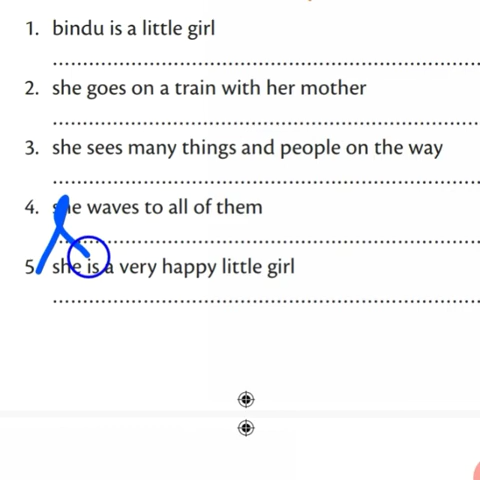 1. bindu is a little girl
2. she goes on a train with her mother
3. she sees many things and people on the way
4. she waves to all of them
5. she is a very happy little girl